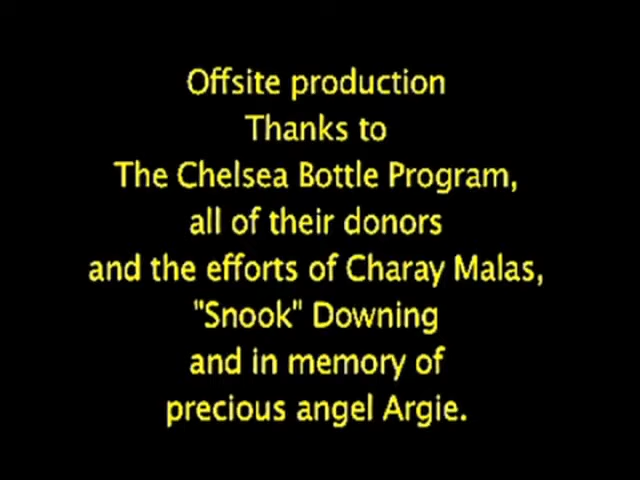 Offsite production
Thanks to
The Chelsea Bottle Program,
all of their donors
and the efforts of Charay Malas,
"Snook" Downing
and in memory of
precious angel Argie.